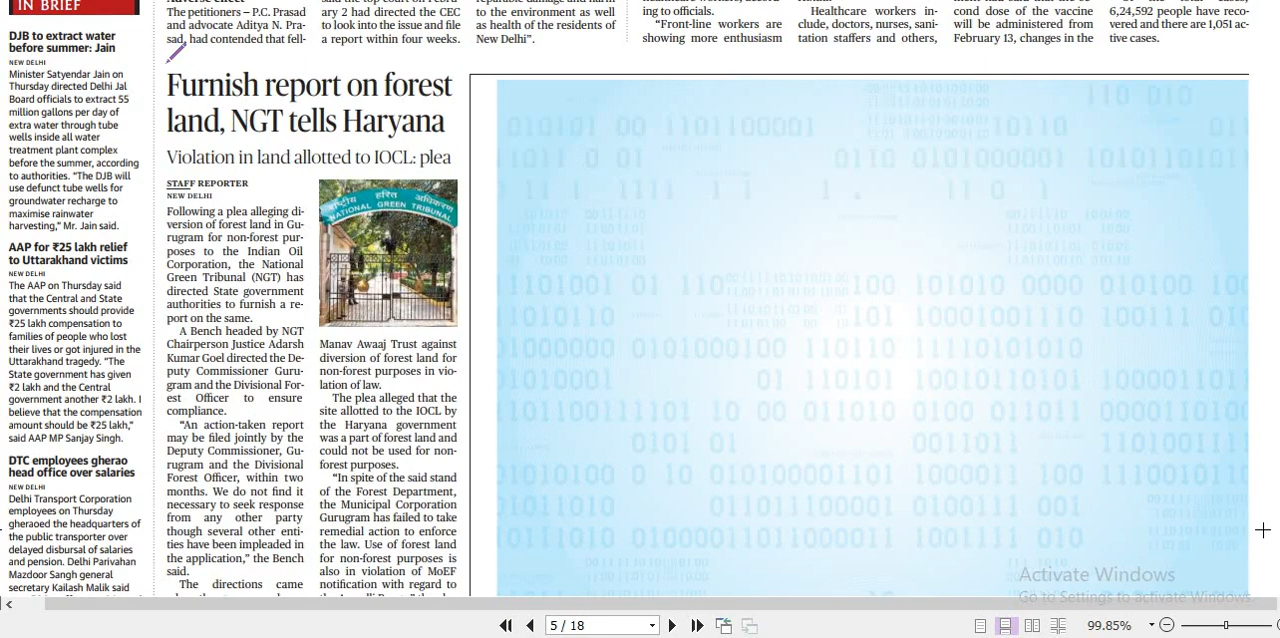 IN BRIEF
DJB to extract water
before summer: Jain
NEW DELHI
Minister Satyendar Jain on
Thursday directed Delhi Jal
Board officials to extract 55
million gallons per day of
extra water through tube
wells inside all water
treatment plant complex
before the summer, according
to authorities. “The DJB will
use defunct tube wells for
groundwater recharge to
maximise rainwater
harvesting,” Mr. Jain said.
AAP for ₹25 lakh relief
to Uttarakhand victims
NEW DELHI
The AAP on Thursday said
that the Central and State
governments should provide
₹25 lakh compensation to
families of people who lost
their lives or got injured in the
Uttarakhand tragedy. “The
State government has given
₹2 lakh and the Central
government another ₹2 lakh. I
believe that the compensation
amount should be ₹25 lakh,”
said AAP MP Sanjay Singh.
DTC employees gherao
head office over salaries
NEW DELHI
Delhi Transport Corporation
employees on Thursday
gheraoed the headquarters of
the public transporter over
delayed disbursal of salaries
and pension. Delhi Parivahan
Mazdoor Sangh general
secretary Kailash Malik said
The petitioners – P.C. Prasad
and advocate Aditya N. Pra-
sad, had contended that fell-
ary 2 had directed the CEC
to look into the issue and file
a report within four weeks.
to the environment as well
as health of the residents of
New Delhi”.
ing to officials.
“Front-line workers are
showing more enthusiasm
Healthcare workers in-
clude, doctors, nurses, sani-
tation staffers and others,
cond dose of the vaccine
will be administered from
February 13, changes in the
6,24,592 people have reco-
vered and there are 1,051 ac-
tive cases.
Furnish report on forest
land, NGT tells Haryana
Violation in land allotted to IOCL: plea
STAFF REPORTER
NEW DELHI
Following a plea alleging di-
version of forest land in Gu-
rugram for non-forest pur-
poses to the Indian Oil
Corporation, the National
Green Tribunal (NGT) has
directed State government
authorities to furnish a re-
port on the same.
A Bench headed by NGT
Chairperson Justice Adarsh
Kumar Goel directed the De-
puty Commissioner Guru-
gram and the Divisional For-
est Officer to ensure
compliance.
“An action-taken report
may be filed jointly by the
Deputy Commissioner, Gu-
rugram and the Divisional
Forest Officer, within two
months. We do not find it
necessary to seek response
from any other party
though several other enti-
ties have been impleaded in
the application,” the Bench
said.
The directions came
राष्ट्रीय हरित अधिकरण
NATIONAL GREEN TRIBUNAL
Manav Awaaj Trust against
diversion of forest land for
non-forest purposes in vio-
lation of law.
The plea alleged that the
site allotted to the IOCL by
the Haryana government
was a part of forest land and
could not be used for non-
forest purposes.
“In spite of the said stand
of the Forest Department,
the Municipal Corporation
Gurugram has failed to take
remedial action to enforce
the law. Use of forest land
for non-forest purposes is
also in violation of MoEF
notification with regard to
Activate Windows
Go to Settings to activate Windows.
5 / 18
99.85%